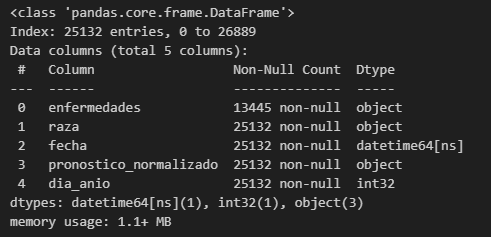 <class 'pandas.core.frame.DataFrame'>
Index: 25132 entries, 0 to 26889
Data columns (total 5 columns):
 #   Column                 Non-Null Count  Dtype
---  ------                 --------------  -----
 0   enfermedades           13445 non-null  object
 1   raza                   25132 non-null  object
 2   fecha                  25132 non-null  datetime64[ns]
 3   pronostico_normalizado 25132 non-null  object
 4   dia_anio               25132 non-null  int32
dtypes: datetime64[ns](1), int32(1), object(3)
memory usage: 1.1+ MB